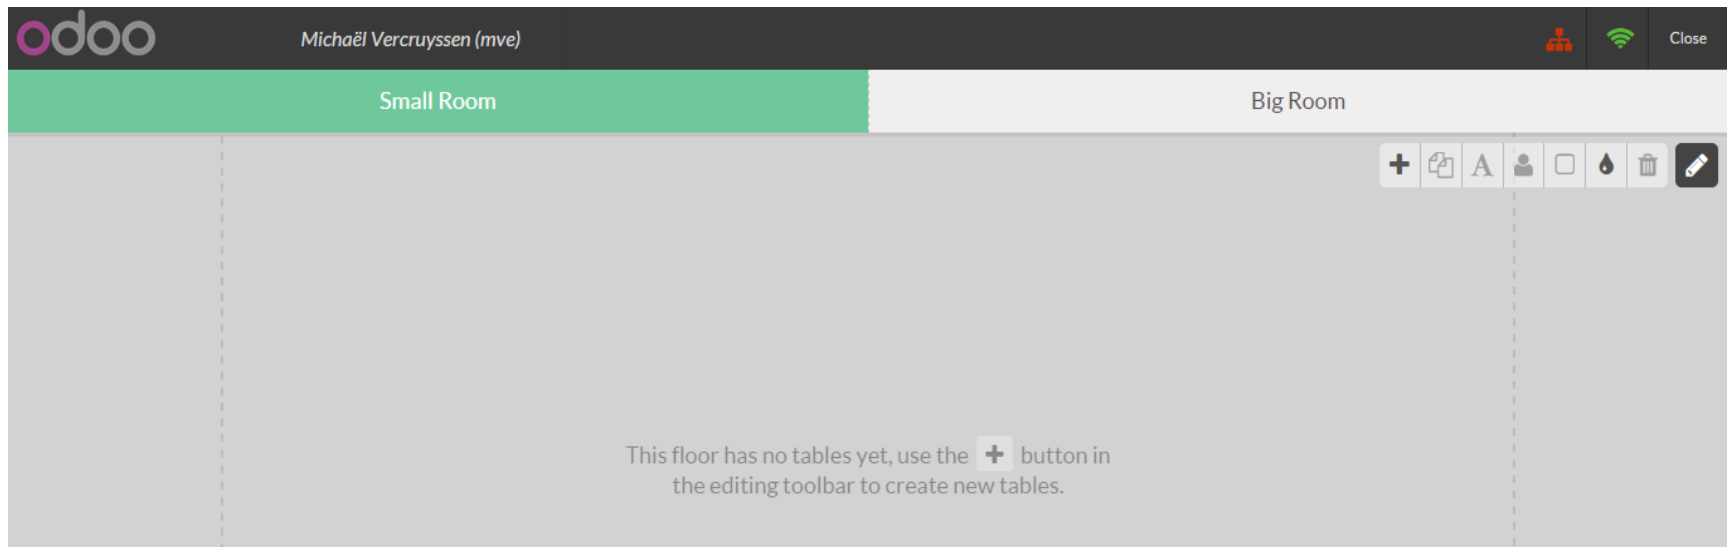 odoo
Michaël Vercruyssen (mve)
Close
Small Room
Big Room
A
This floor has no tables yet, use the + button in
the editing toolbar to create new tables.